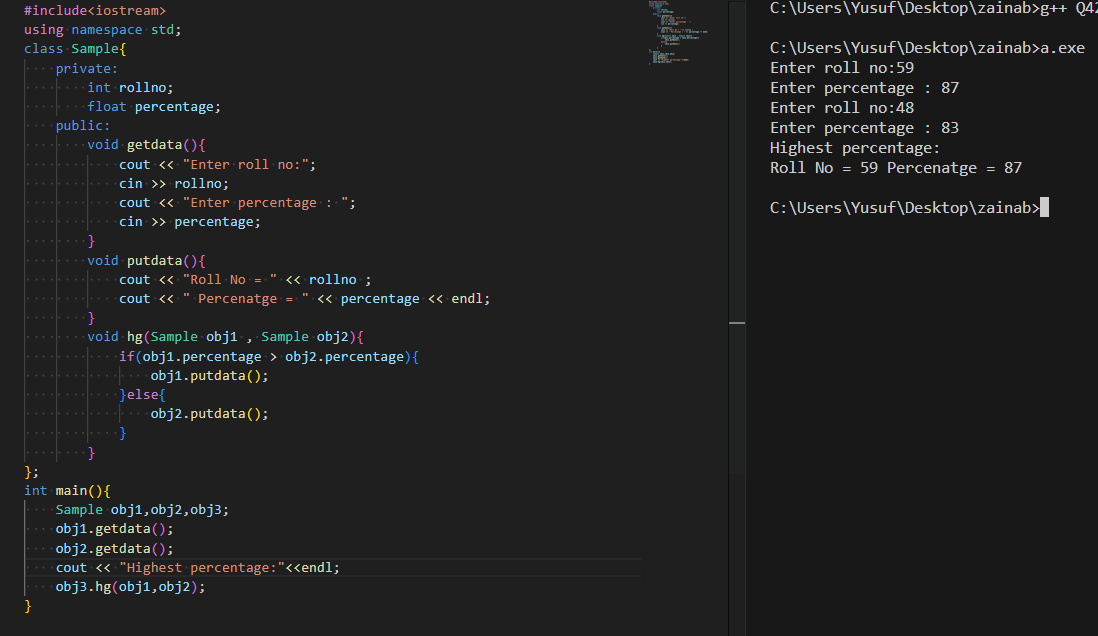 #include<iostream>
using namespace std;
class Sample{
private:
int rollno;
float percentage;
public:
void getdata(){
cout << "Enter roll no:";
cin >> rollno;
cout << "Enter percentage : ";
cin >> percentage;
}
void putdata(){
cout << "Roll No = " << rollno ;
cout << " Percenatge = " << percentage << endl;
}
void hg(Sample obj1 , Sample obj2){
if(obj1.percentage > obj2.percentage){
obj1.putdata();
}else{
obj2.putdata();
}
}
};
int main(){
Sample obj1,obj2,obj3;
obj1.getdata();
obj2.getdata();
cout << "Highest percentage:"<<endl;
obj3.hg(obj1,obj2);
}
C:\Users\Yusuf\Desktop\zainab>g++ Q42
C:\Users\Yusuf\Desktop\zainab>a.exe
Enter roll no:59
Enter percentage : 87
Enter roll no:48
Enter percentage : 83
Highest percentage:
Roll No = 59 Percenatge = 87
C:\Users\Yusuf\Desktop\zainab>